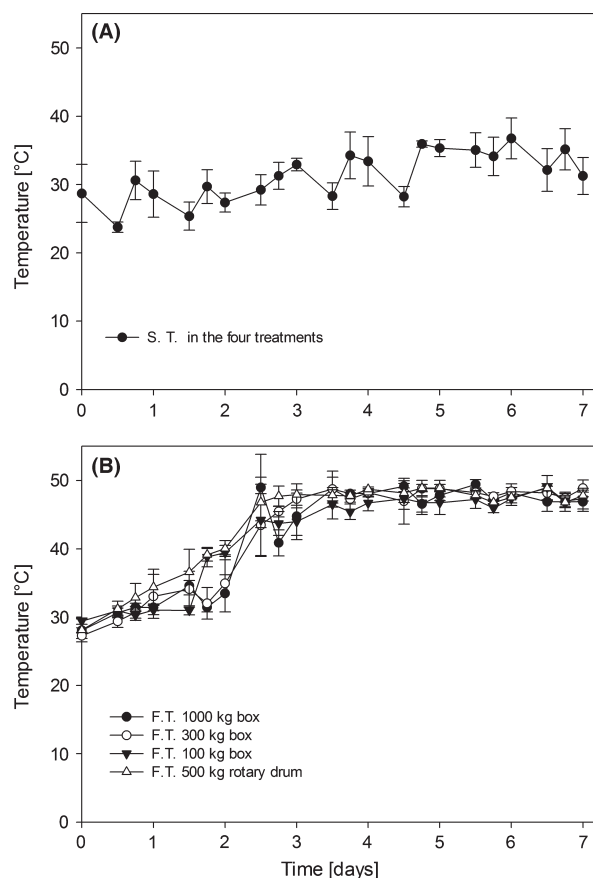 (A)
50
40
30
20
10
0
Temperature [°C]
S. T. in the four treatments
0 1 2 3 4 5 6 7
(B)
50
40
30
20
10
0
Temperature [°C]
F.T. 1000 kg box
F.T. 300 kg box
F.T. 100 kg box
F.T. 500 kg rotary drum
0 1 2 3 4 5 6 7
Time [days]